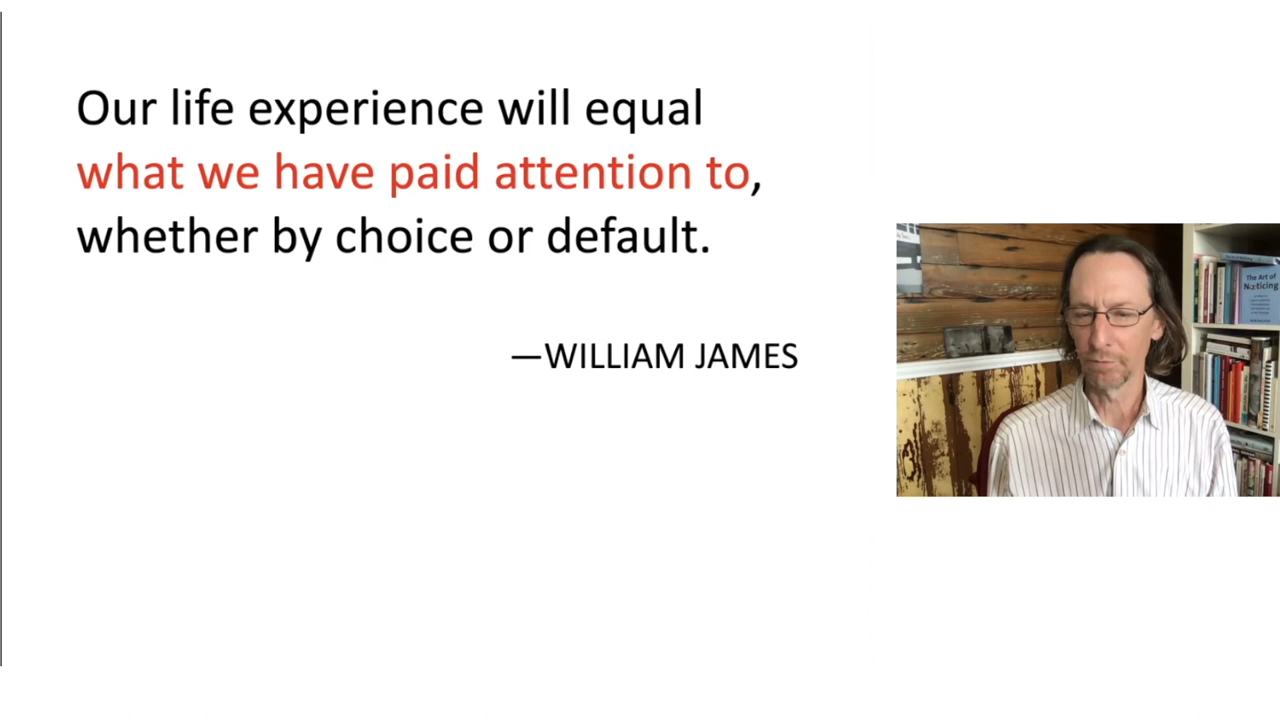 Our life experience will equal
what we have paid attention to,
whether by choice or default.
—WILLIAM JAMES
The Art of
Noticing